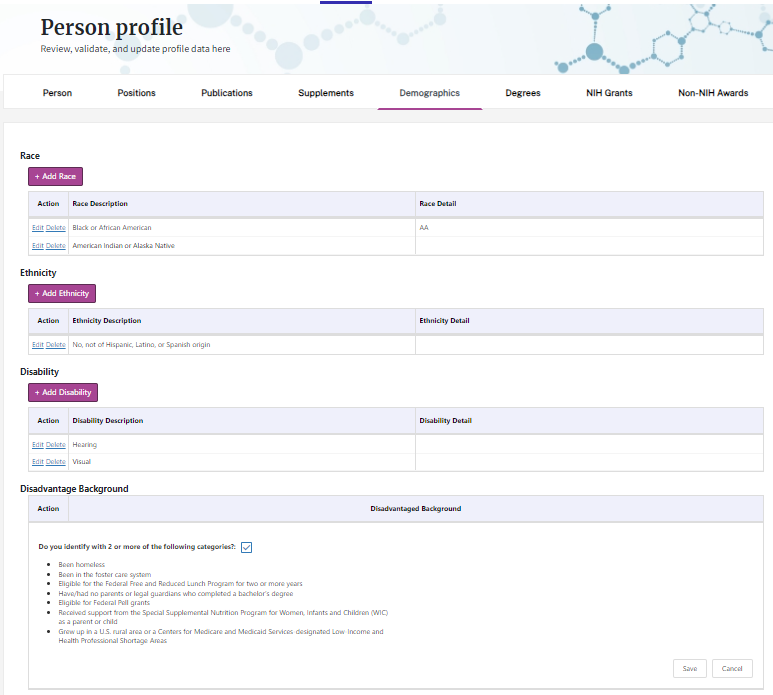 Person profile
Review, validate, and update profile data here
Person Positions Publications Supplements Demographics Degrees NIH Grants Non-NIH Awards
Race
+ Add Race
Action Race Description Race Detail
Edit Delete Black or African American AA
Edit Delete American Indian or Alaska Native
Ethnicity
+ Add Ethnicity
Action Ethnicity Description Ethnicity Detail
Edit Delete No, not of Hispanic, Latino, or Spanish origin
Disability
+ Add Disability
Action Disability Description Disability Detail
Edit Delete Hearing
Edit Delete Visual
Disadvantage Background
Action Disadvantaged Background
Do you identify with 2 or more of the following categories?:
Been homeless
Been in the foster care system
Eligible for the Federal Free and Reduced Lunch Program for two or more years
Have/had no parents or legal guardians who completed a bachelor's degree
Eligible for Federal Pell grants
Received support from the Special Supplemental Nutrition Program for Women, Infants and Children (WIC)
as a parent or child
Grew up in a U.S. rural area or a Centers for Medicare and Medicaid Services-designated Low-Income and
Health Professional Shortage Areas
Save Cancel